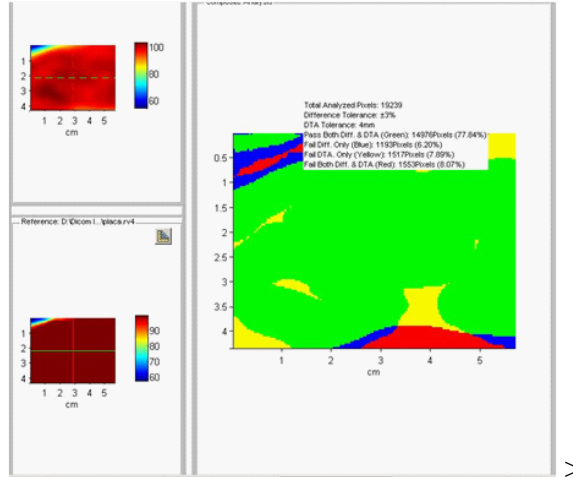 Composite Analysis
100
80
60
1
2
3
4
1 2 3 4 5 6
cm
Reference: D:\Dicom I...\placa.rv4
90
80
70
60
1
2
3
4
1 2 3 4 5 6
cm
Total Analyzed Pixels: 19239
Difference Tolerance: ±3%
DTA Tolerance: 4mm
Pass Both Diff. & DTA (Green): 14976Pixels (77.84%)
Fail Diff. Only (Blue): 1193Pixels (6.20%)
Fail DTA. Only (Yellow): 1517Pixels (7.89%)
Fail Both Diff. & DTA (Red): 1553Pixels (8.07%)
0.5
1
1.5
2
2.5
3
3.5
4
1 2 3 4 5
cm
>